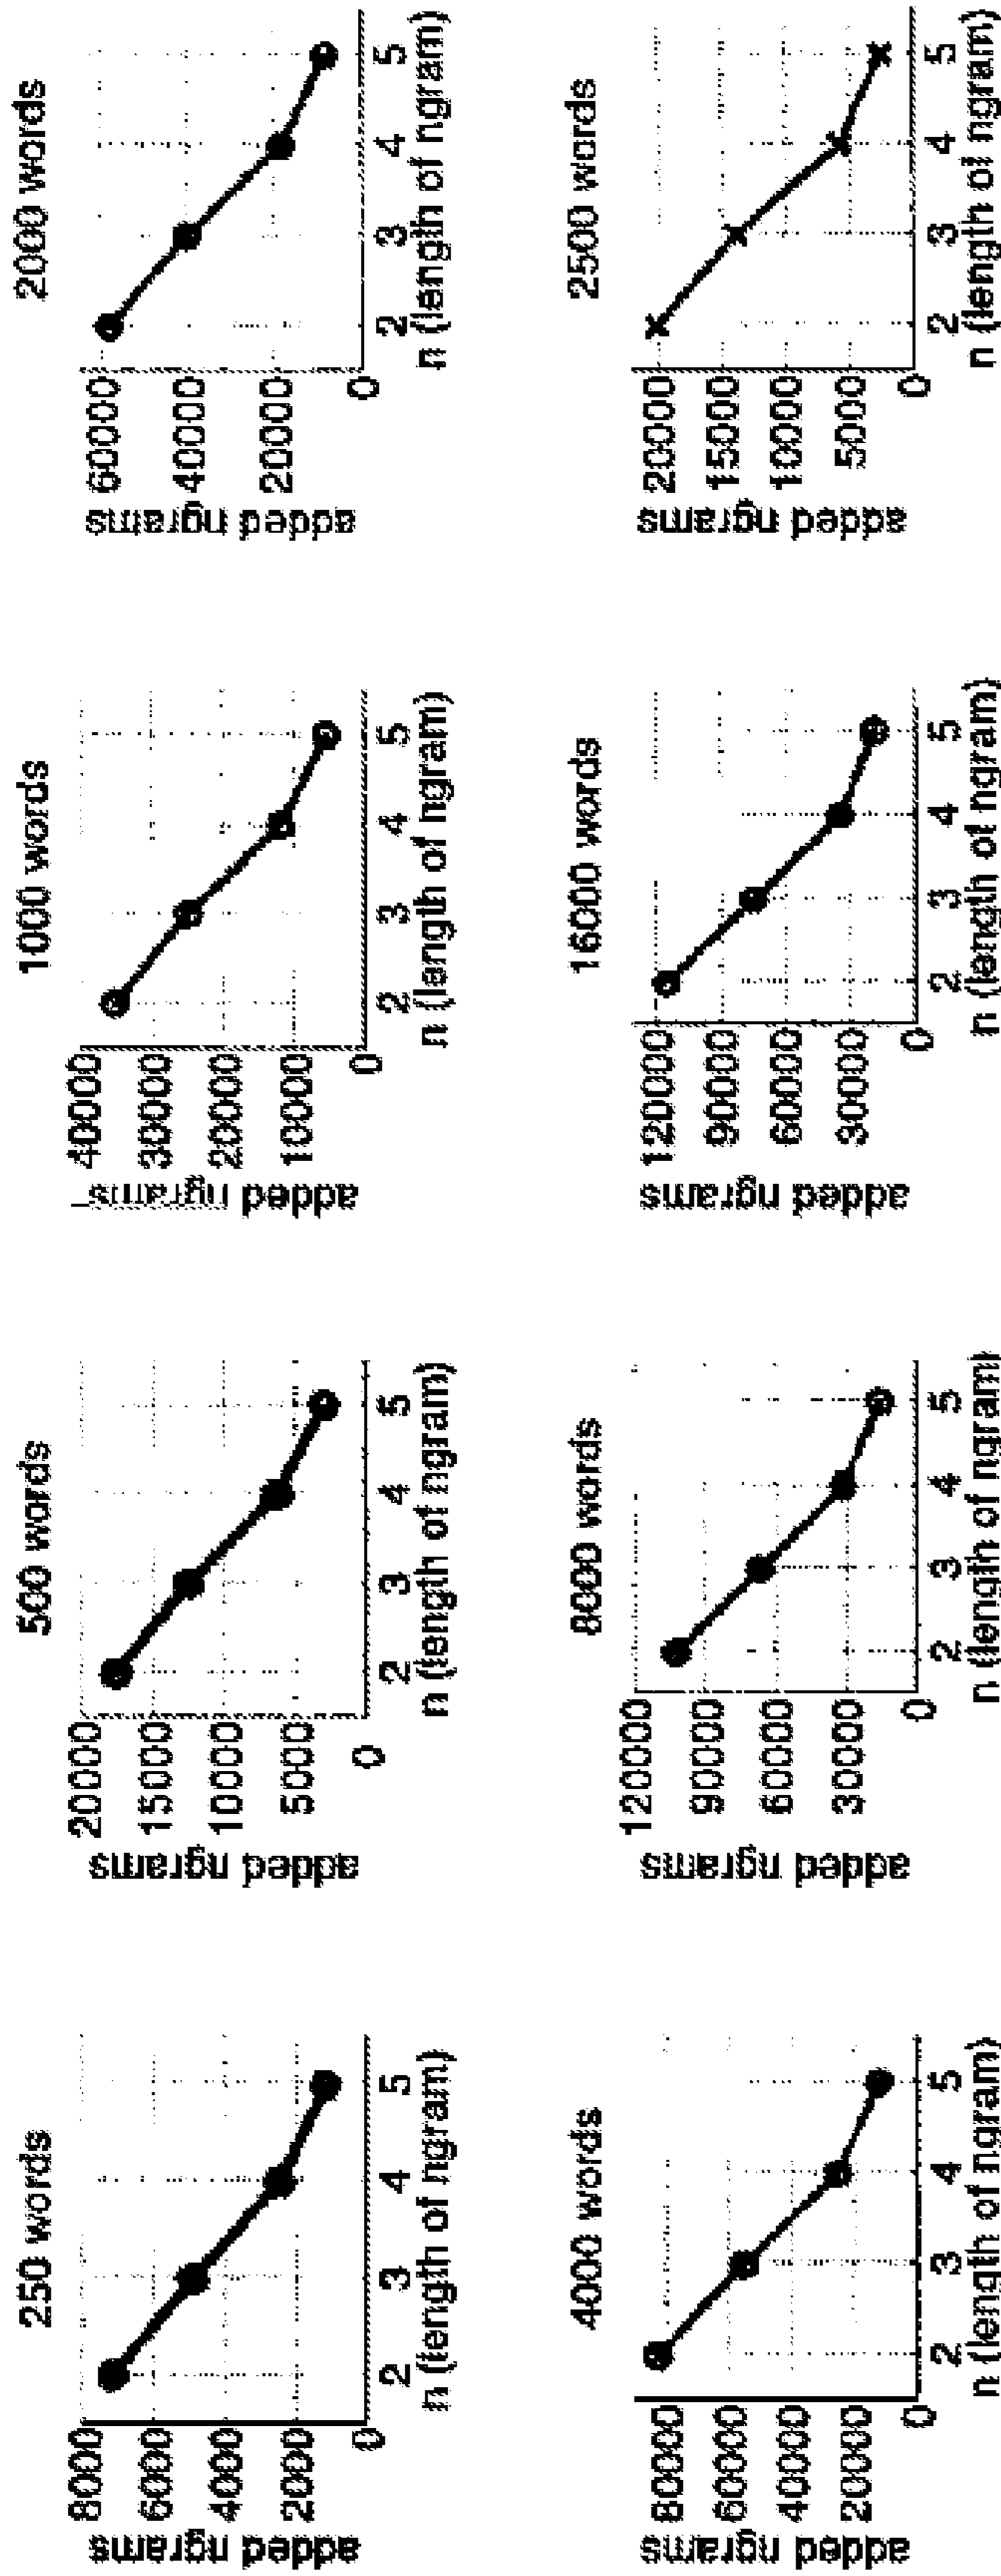 250 words
added ngrams
8000
6000
4000
2000
0
2 3 4 5
n (length of ngram)
500 words
added ngrams
20000
15000
10000
5000
0
2 3 4 5
n (length of ngram)
1000 words
added ngrams
40000
30000
20000
10000
0
2 3 4 5
n (length of ngram)
2000 words
added ngrams
60000
40000
20000
0
2 3 4 5
n (length of ngram)
4000 words
added ngrams
80000
60000
40000
20000
0
2 3 4 5
n (length of ngram)
8000 words
added ngrams
120000
90000
60000
30000
0
2 3 4 5
n (length of ngram)
16000 words
added ngrams
120000
90000
60000
30000
0
2 3 4 5
n (length of ngram)
2500 words
added ngrams
20000
15000
10000
5000
0
2 3 4 5
n (length of ngram)